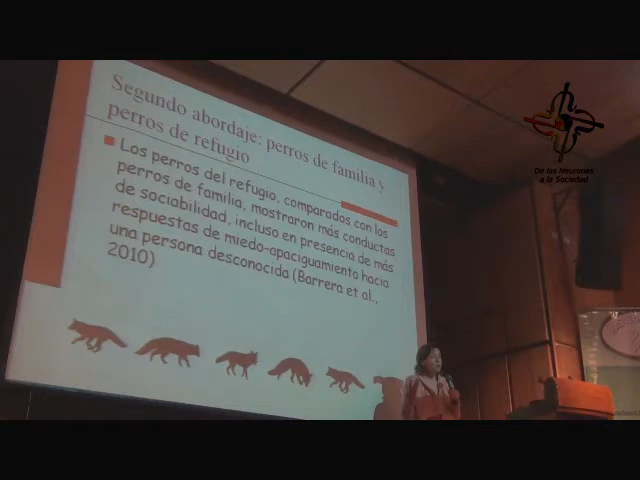 Segundo abordaje: perros de familia y
perros de refugio
Los perros del refugio, comparados con los
perros de familia, mostraron más conductas
de sociabilidad, incluso en presencia de más
respuestas de miedo-apaciguamiento hacia
una persona desconocida (Barrera et al.,
2010)
De las Neuronas
a la Sociedad